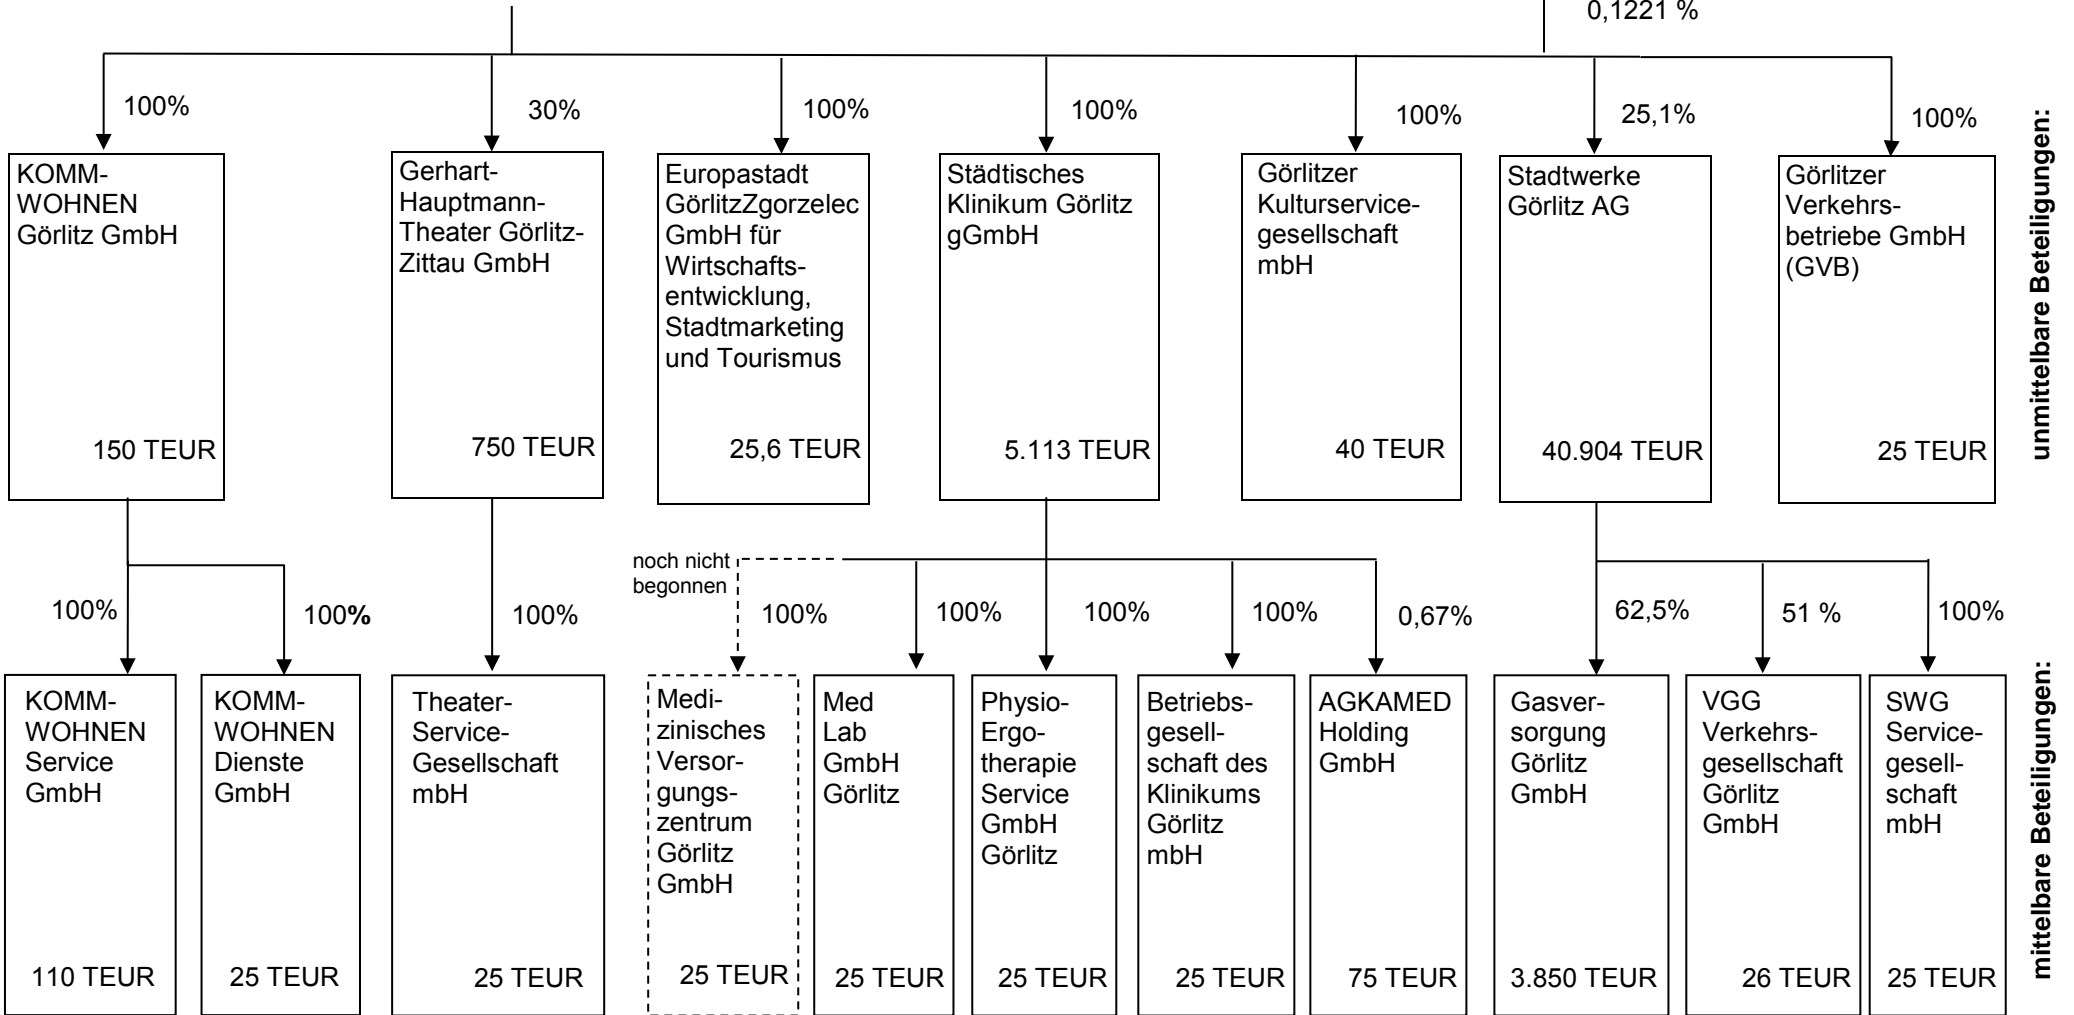 0,1221 %
100%
30%
100%
100%
100%
25,1%
100%
KOMM-
WOHNEN
Görlitz GmbH
150 TEUR
Gerhart-
Hauptmann-
Theater Görlitz-
Zittau GmbH
750 TEUR
Europastadt
GörlitzZgorzelec
GmbH für
Wirtschafts-
entwicklung,
Stadtmarketing
und Tourismus
25,6 TEUR
Städtisches
Klinikum Görlitz
gGmbH
5.113 TEUR
Görlitzer
Kulturservice-
gesellschaft
mbH
40 TEUR
Stadtwerke
Görlitz AG
40.904 TEUR
Görlitzer
Verkehrs-
betriebe GmbH
(GVB)
25 TEUR
unmittelbare Beteiligungen:
noch nicht
begonnen
100%
100%
100%
100%
100%
100%
100%
0,67%
62,5%
51 %
100%
KOMM-
WOHNEN
Service
GmbH
110 TEUR
KOMM-
WOHNEN
Dienste
GmbH
25 TEUR
Theater-
Service-
Gesellschaft
mbH
25 TEUR
Medi-
zinisches
Versor-
gungs-
zentrum
Görlitz
GmbH
25 TEUR
Med
Lab
GmbH
Görlitz
25 TEUR
Physio-
Ergo-
therapie
Service
GmbH
Görlitz
25 TEUR
Betriebs-
gesell-
schaft des
Klinikums
Görlitz
mbH
25 TEUR
AGKAMED
Holding
GmbH
75 TEUR
Gasver-
sorgung
Görlitz
GmbH
3.850 TEUR
VGG
Verkehrs-
gesellschaft
Görlitz
GmbH
26 TEUR
SWG
Service-
gesell-
schaft
mbH
25 TEUR
mittelbare Beteiligungen: